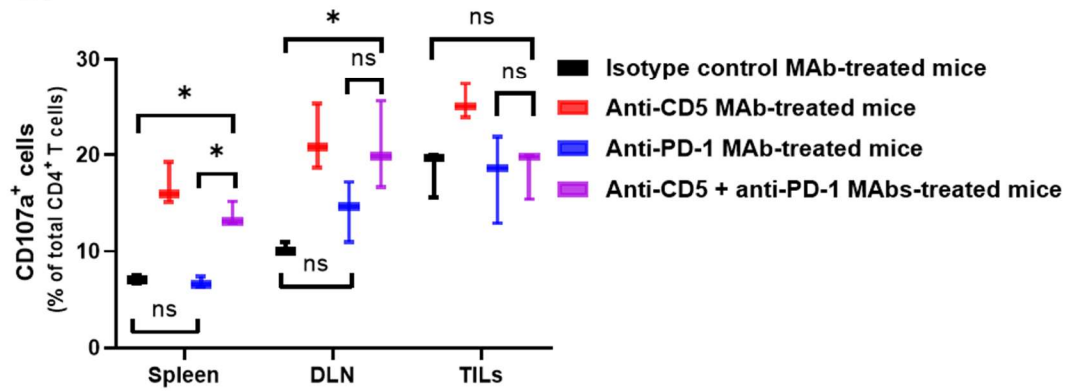 *
ns
30
ns
*
ns
Isotype control MAb-treated mice
Anti-CD5 MAb-treated mice
*
20
Anti-PD-1 MAb-treated mice
Anti-CD5 + anti-PD-1 MAbs-treated mice
CD107a⁺ cells
(% of total CD4⁺ T cells)
10
ns
ns
0
Spleen
DLN
TILs